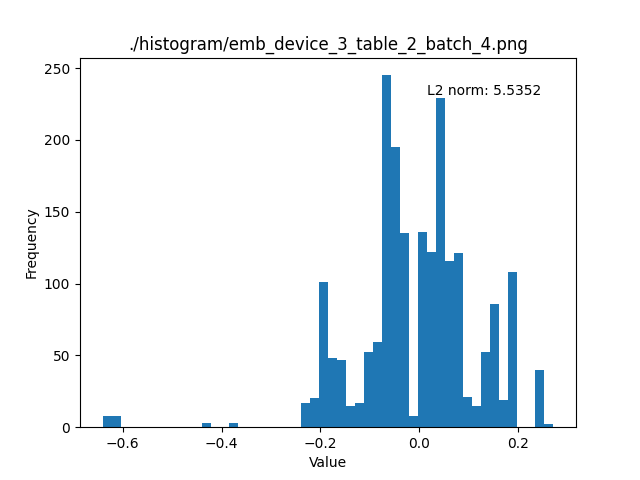 ./histogram/emb_device_3_table_2_batch_4.png
L2 norm: 5.5352
250
200
150
100
50
0
Frequency
−0.6 −0.4 −0.2 0.0 0.2
Value